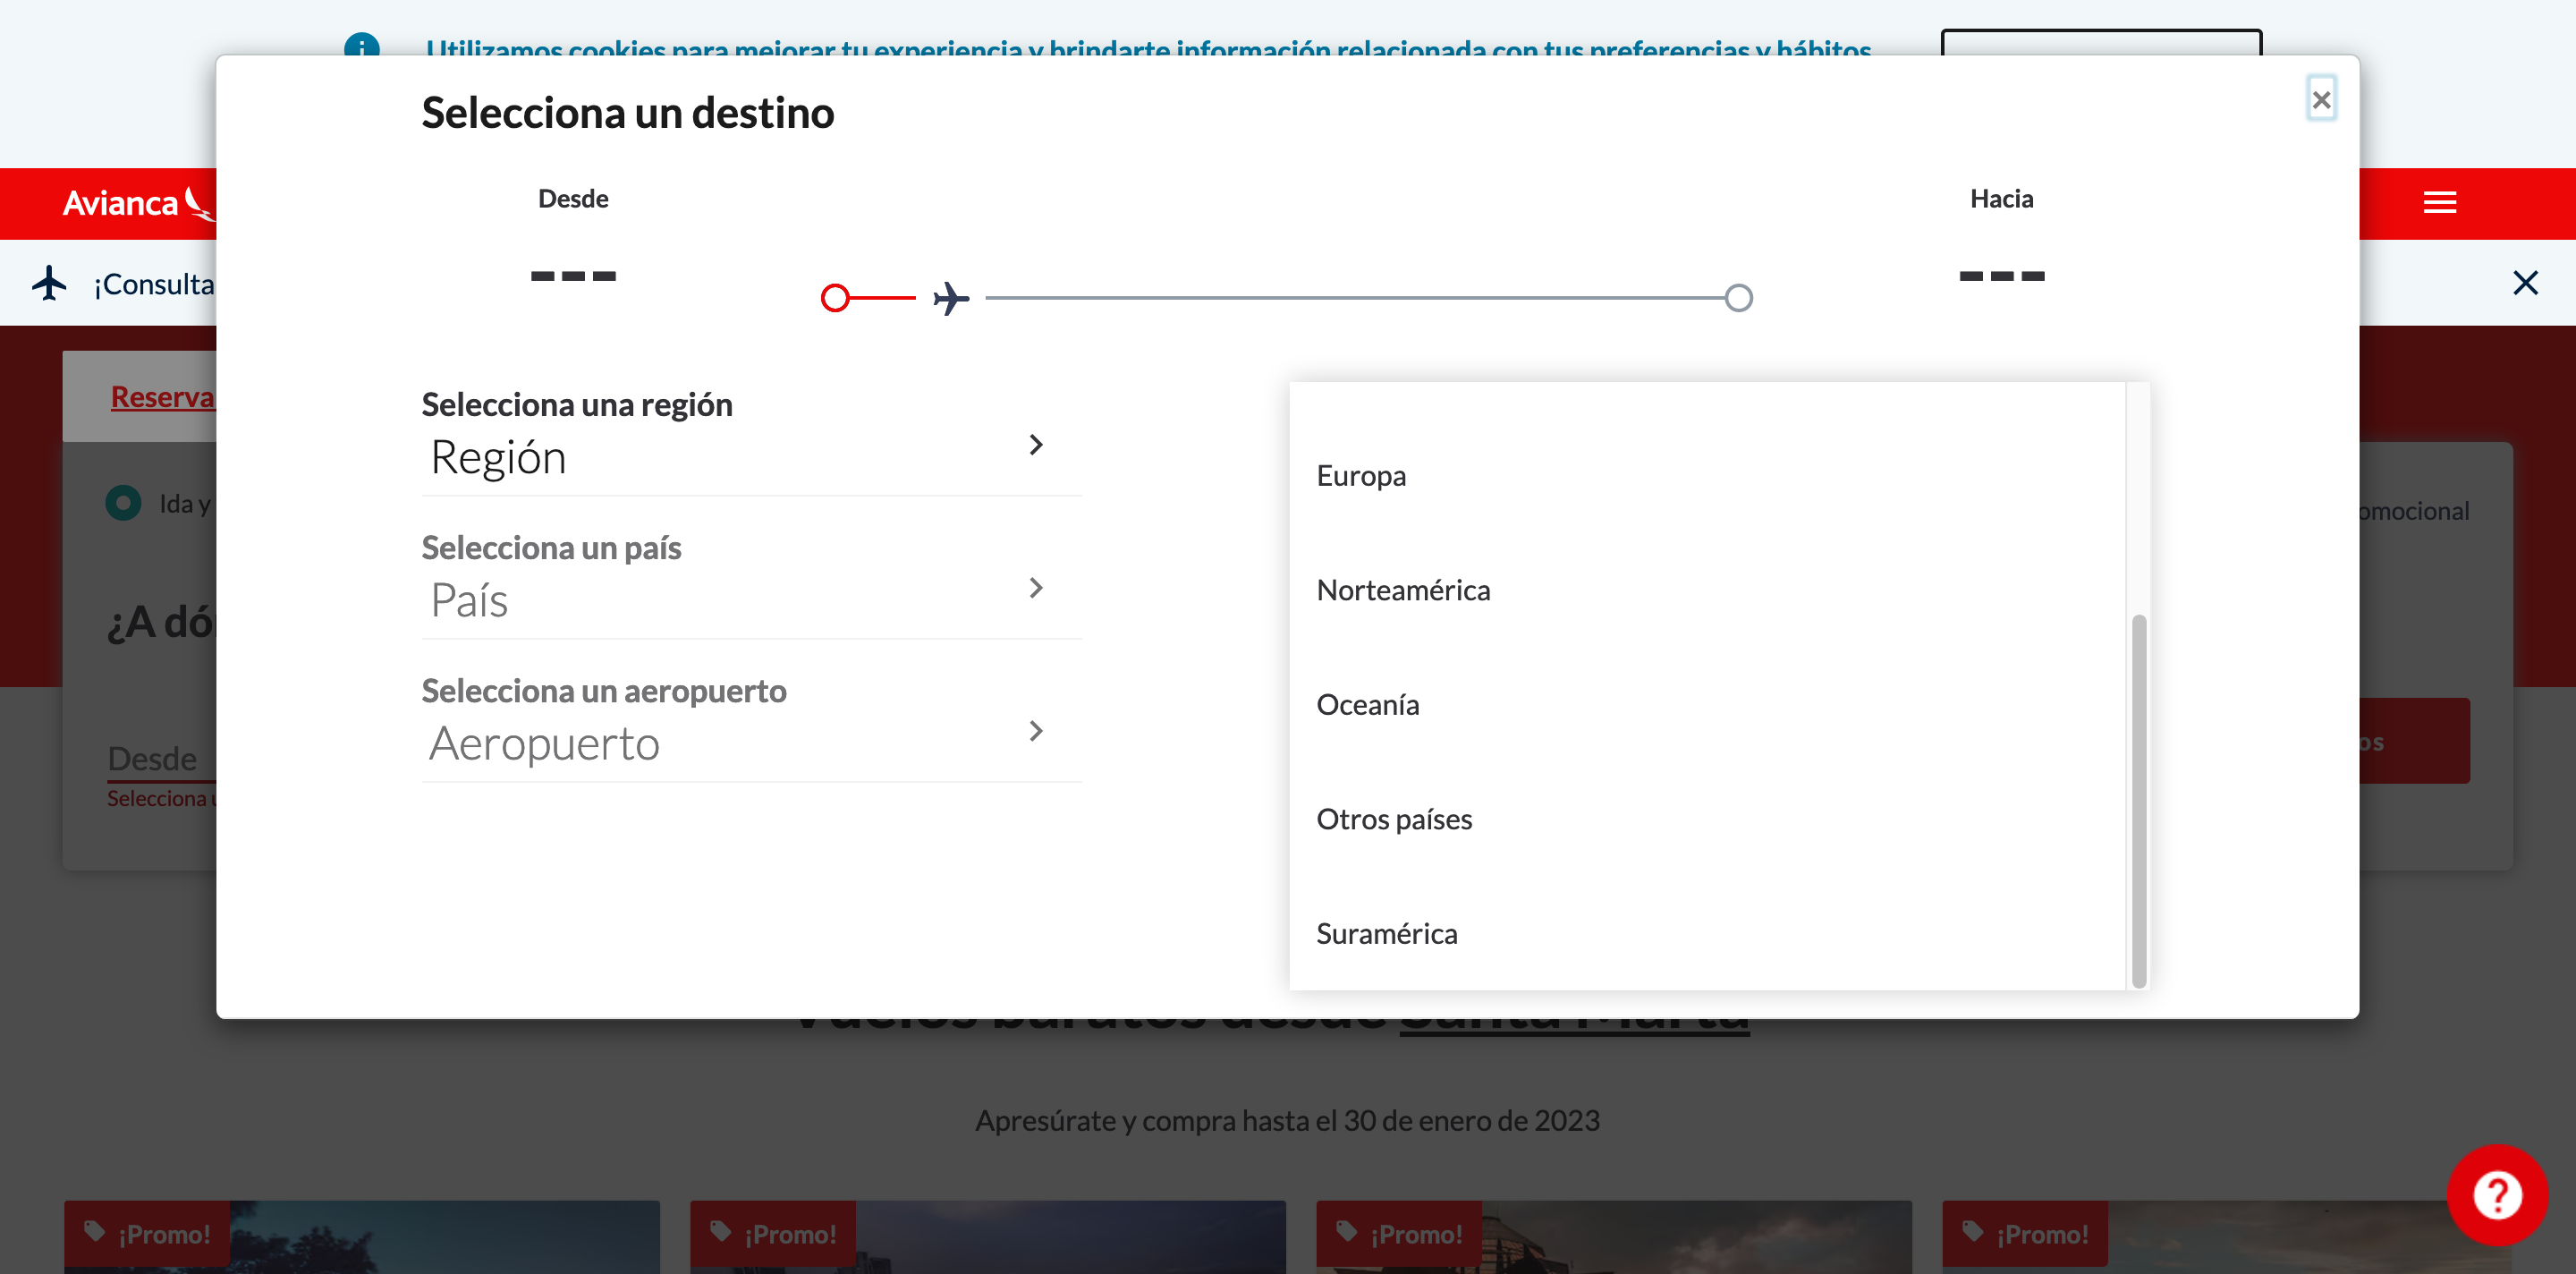 Utilizamos cookies para mejorar tu experiencia y brindarte información relacionada con tus preferencias y hábitos
Selecciona un destino
×
Desde
Hacia
Avianca
---
---
¡Consulta
Reserva
Selecciona una región
Región
Europa
Ida y
omocional
Selecciona un país
País
Norteamérica
¿A dó
Selecciona un aeropuerto
Aeropuerto
Oceanía
Desde
os
Selecciona
Otros países
Suramérica
Vuelos baratos desde Santa Marta
Apresúrate y compra hasta el 30 de enero de 2023
¡Promo!
¡Promo!
¡Promo!
¡Promo!
?